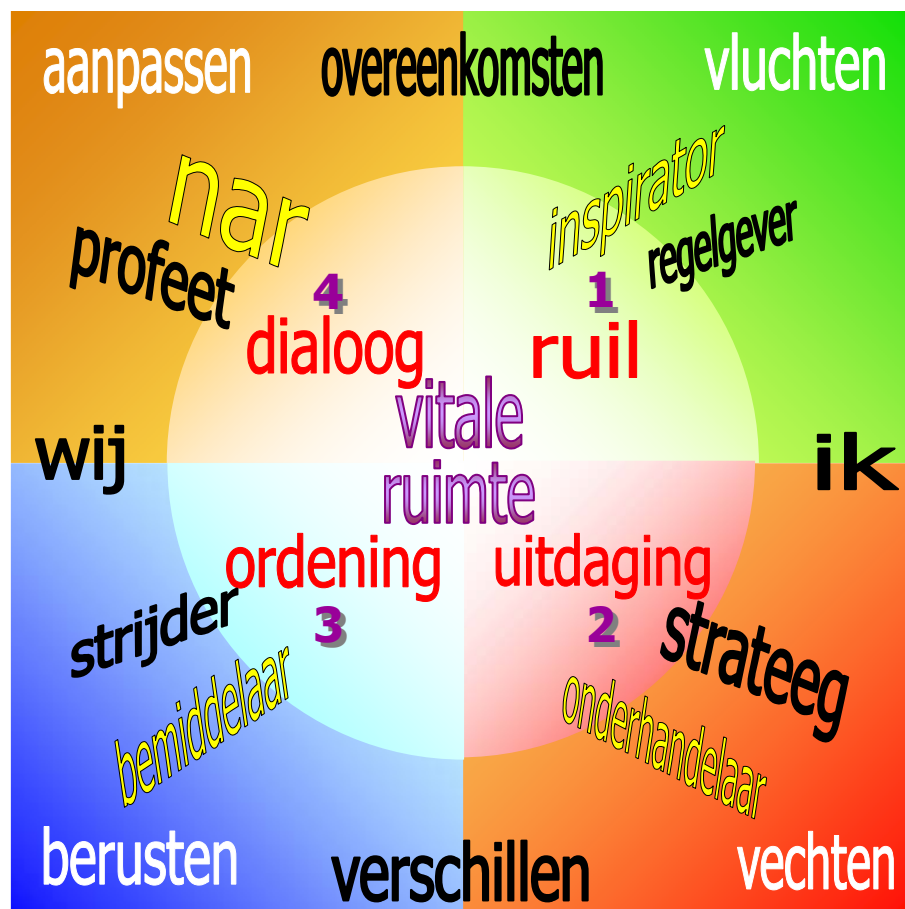 aanpassen
overeenkomsten
vluchten
nar
inspirator
profeet
regelgever
4
1
dialoog
ruil
vitale
ruimte
wij
ik
ordening
uitdaging
3
2
strijder
strateeg
bemiddelaar
onderhandelaar
berusten
verschillen
vechten